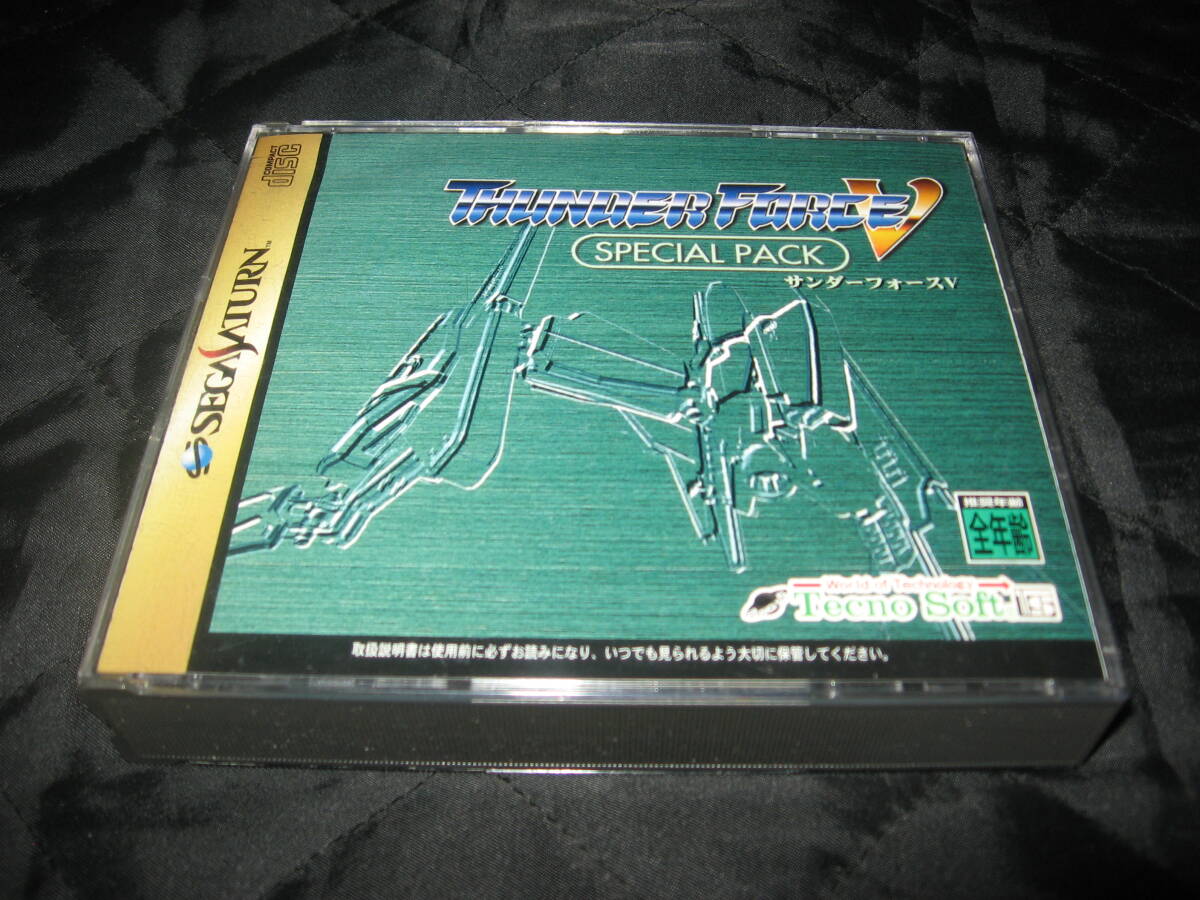 COMPACT
DISC
SEGA SATURN™
THUNDER FORCE V
SPECIAL PACK
サンダーフォースV
推奨年齢
全年齢
World of Technology
Tecno Soft
取扱説明書は使用前に必ずお読みになり、いつでも見られるよう大切に保管してください。